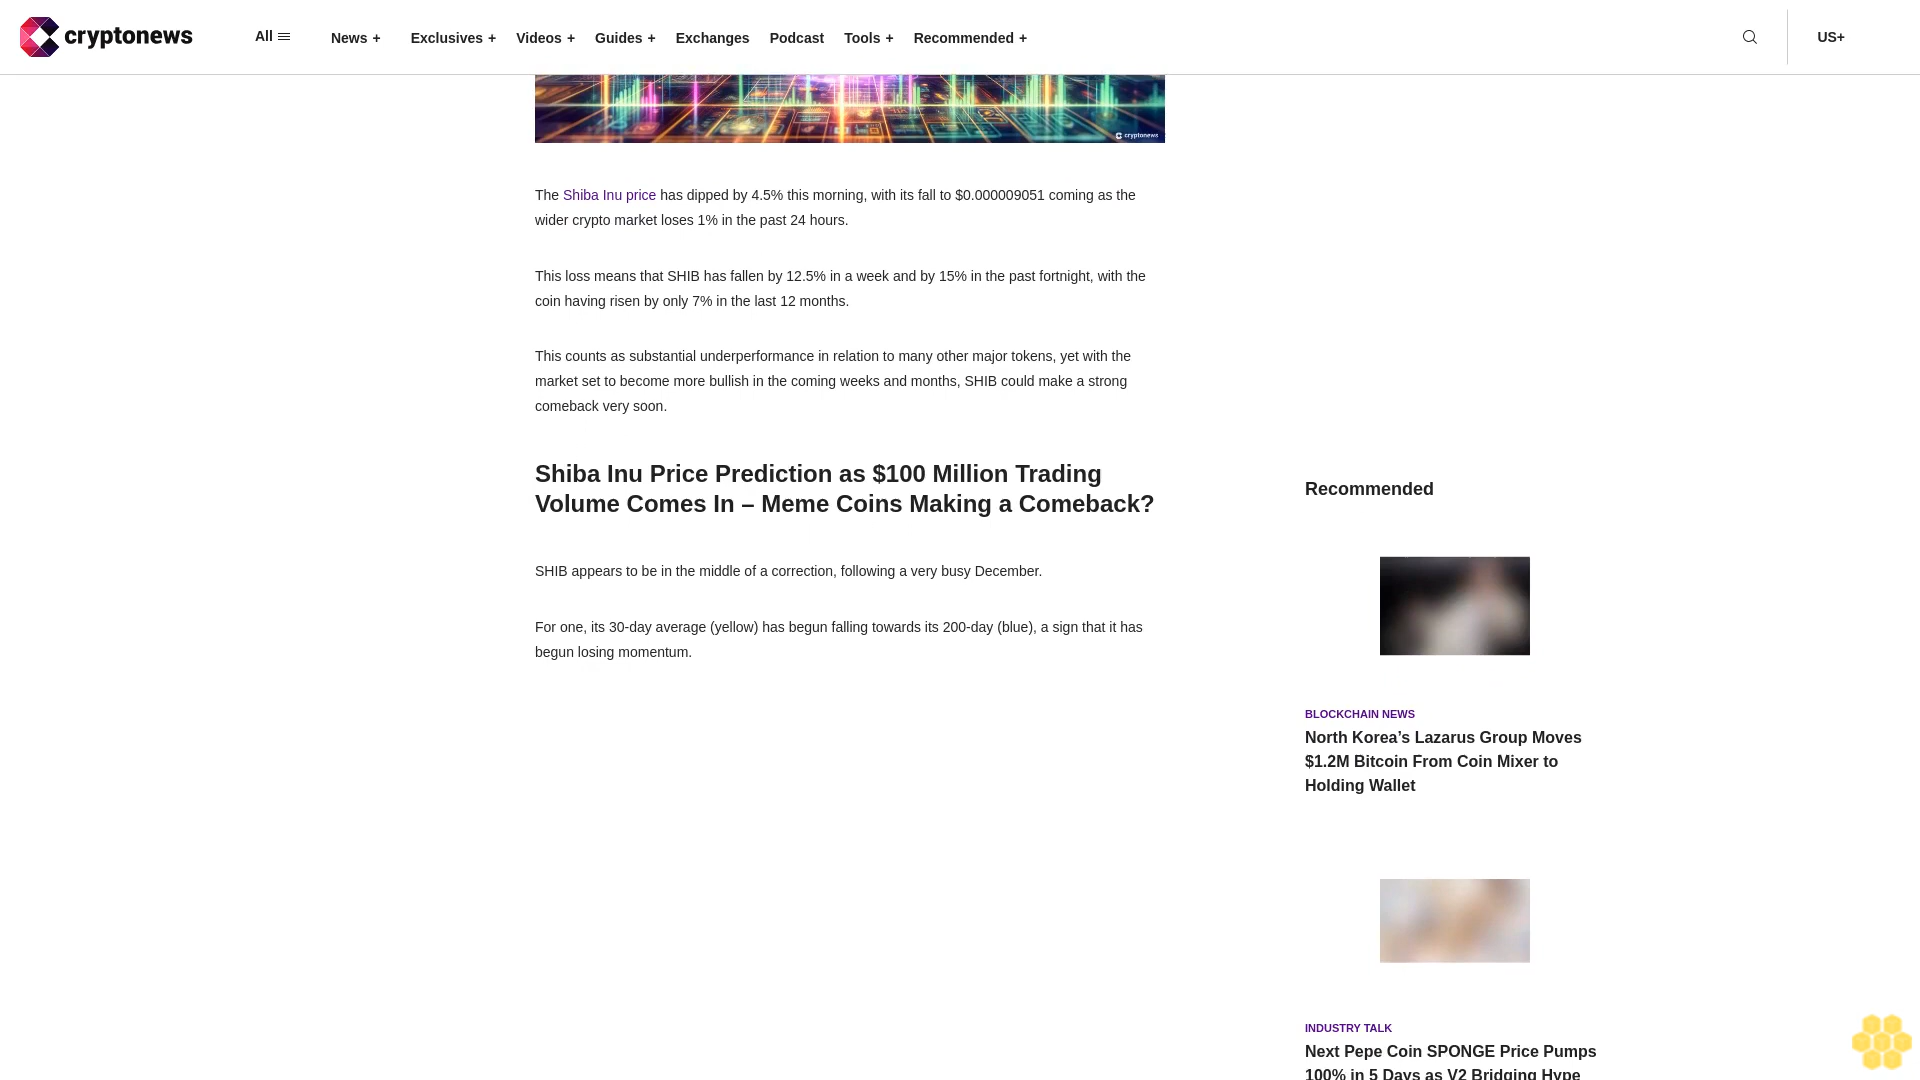 cryptonews
All
News +
Exclusives +
Videos +
Guides +
Exchanges
Podcast
Tools +
Recommended +
US+
cryptonews
The Shiba Inu price has dipped by 4.5% this morning, with its fall to $0.000009051 coming as the
wider crypto market loses 1% in the past 24 hours.
This loss means that SHIB has fallen by 12.5% in a week and by 15% in the past fortnight, with the
coin having risen by only 7% in the last 12 months.
This counts as substantial underperformance in relation to many other major tokens, yet with the
market set to become more bullish in the coming weeks and months, SHIB could make a strong
comeback very soon.
Shiba Inu Price Prediction as $100 Million Trading
Volume Comes In – Meme Coins Making a Comeback?
SHIB appears to be in the middle of a correction, following a very busy December.
For one, its 30-day average (yellow) has begun falling towards its 200-day (blue), a sign that it has
begun losing momentum.
Recommended
BLOCKCHAIN NEWS
North Korea’s Lazarus Group Moves
$1.2M Bitcoin From Coin Mixer to
Holding Wallet
INDUSTRY TALK
Next Pepe Coin SPONGE Price Pumps
100% in 5 Days as V2 Bridging Hype